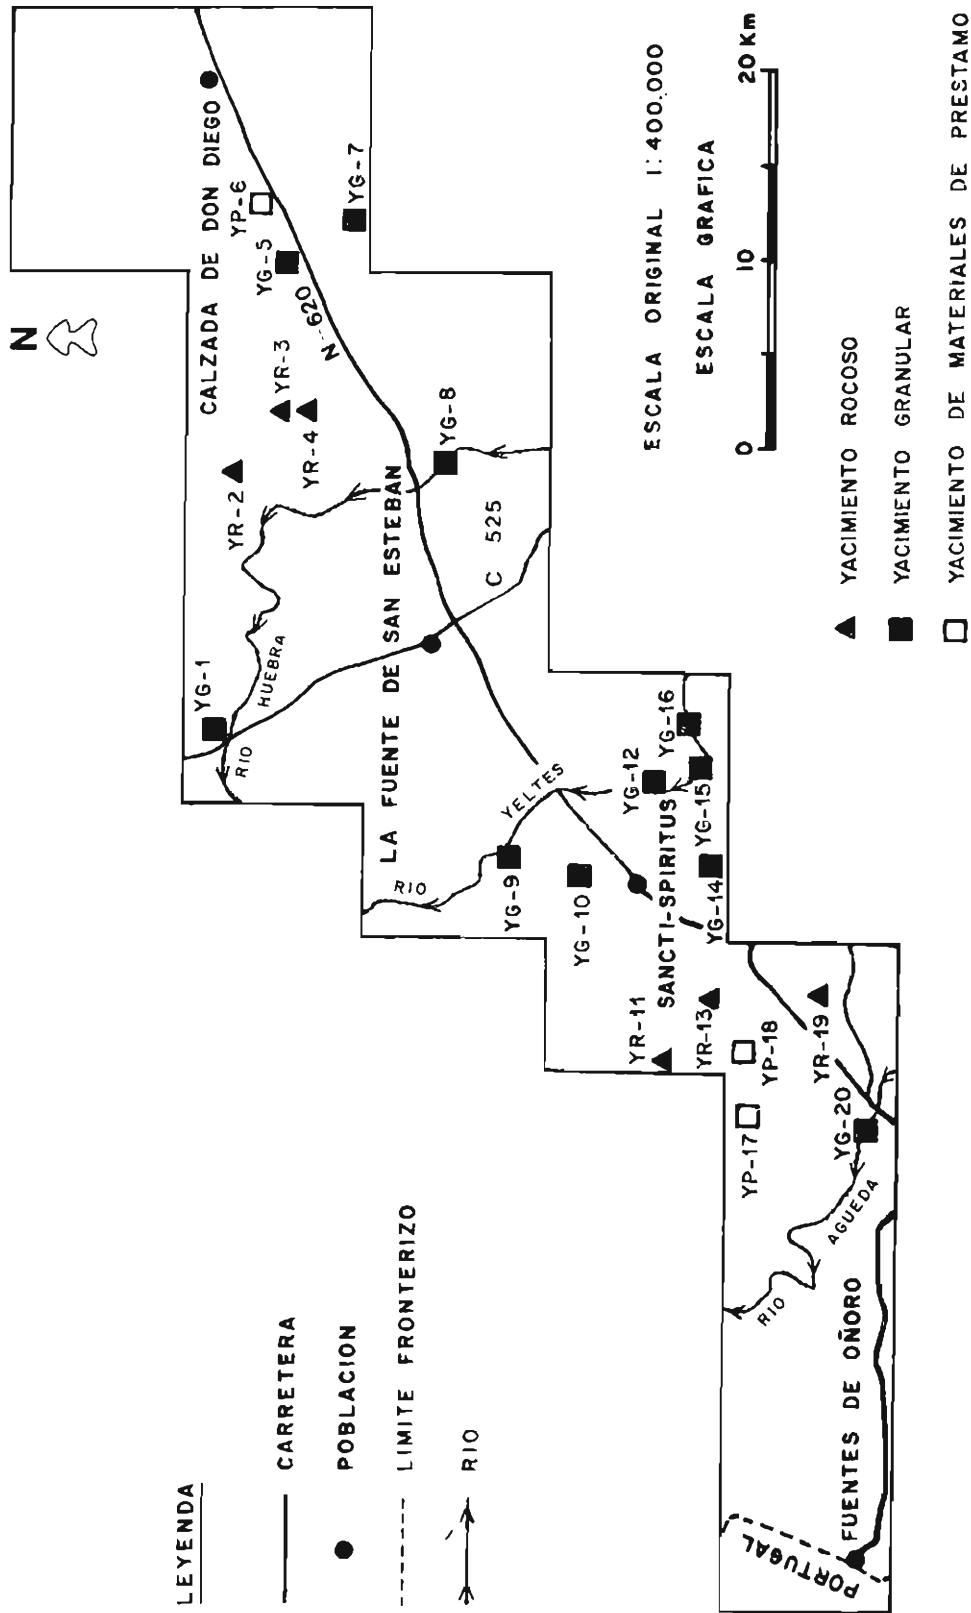 N
CALZADA DE DON DIEGO
YP-6
YG-5
YG-7
N-620
YR-3
YR-4
YR-2
YG-8
YG-1
RIO HUEBRA
LA FUENTE DE SAN ESTEBAN
C 525
RIO YELTES
YG-9
YG-10
YG-12
YG-16
YG-15
YG-14
SANCTI-SPIRITUS
YR-11
YR-13
YP-18
YP-17
YR-19
YG-20
RIO AGUEDA
FUENTES DE OÑORO
PORTUGAL
LEYENDA
CARRETERA
POBLACION
LIMITE FRONTERIZO
RIO
ESCALA ORIGINAL 1:400.000
ESCALA GRAFICA
0 10 20 Km
YACIMIENTO ROCOSO
YACIMIENTO GRANULAR
YACIMIENTO DE MATERIALES DE PRESTAMO